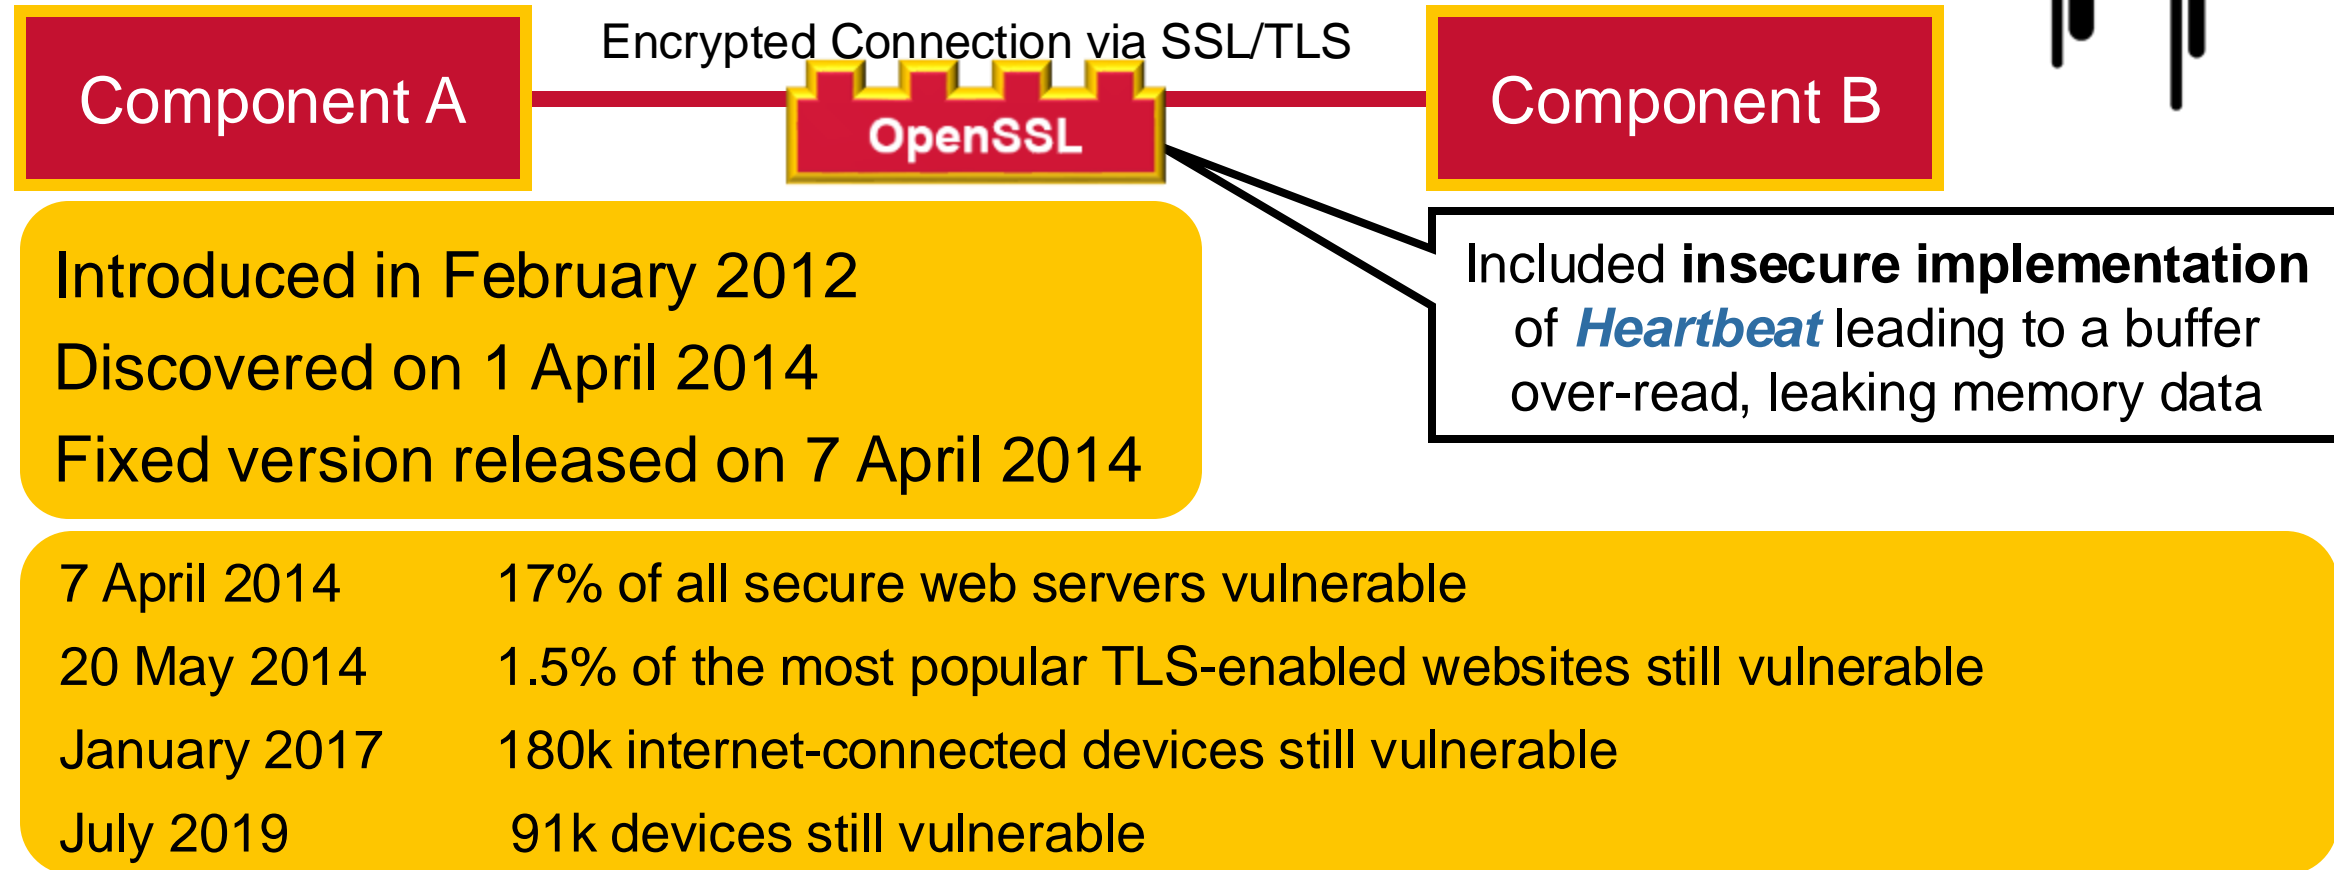 Encrypted Connection via SSL/TLS
Component A
OpenSSL
Component B
Included insecure implementation
of Heartbeat leading to a buffer
over-read, leaking memory data
Introduced in February 2012
Discovered on 1 April 2014
Fixed version released on 7 April 2014
7 April 2014 17% of all secure web servers vulnerable
20 May 2014 1.5% of the most popular TLS-enabled websites still vulnerable
January 2017 180k internet-connected devices still vulnerable
July 2019 91k devices still vulnerable